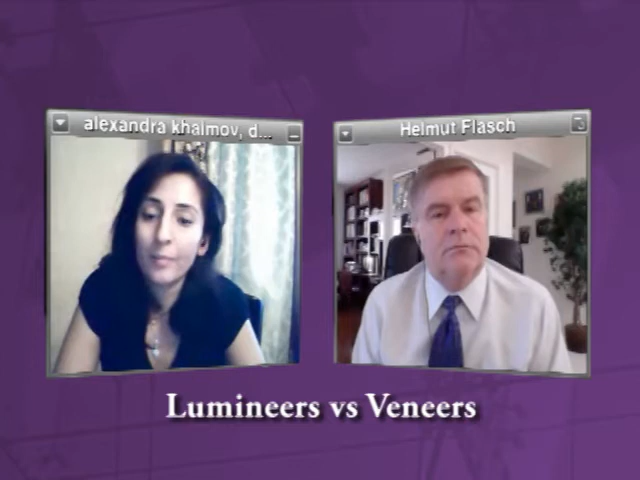 alexandra khalmov, d...
Helmut Flasch
Lumineers vs Veneers